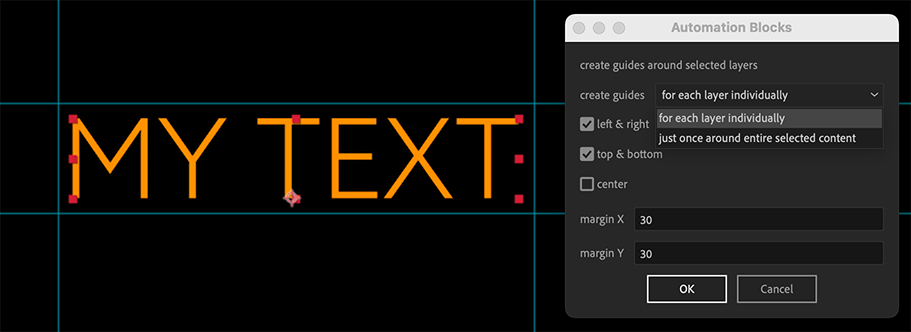 MY TEXT
Automation Blocks
create guides around selected layers
create guides for each layer individually
for each layer individually
left & right
just once around entire selected content
top & bottom
center
margin X 30
margin Y 30
OK Cancel